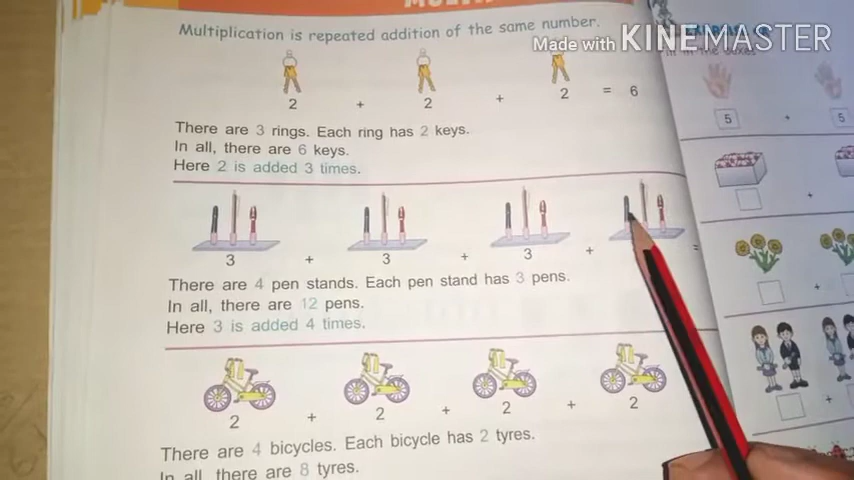 Multiplication is repeated addition of the same number.
2 + 2 + 2 = 6
There are 3 rings. Each ring has 2 keys.
In all, there are 6 keys.
Here 2 is added 3 times.
3 + 3 + 3 + =
There are 4 pen stands. Each pen stand has 3 pens.
In all, there are 12 pens.
Here 3 is added 4 times.
2 + 2 + 2 + 2
There are 4 bicycles. Each bicycle has 2 tyres.
In all, there are 8 tyres.
Made with KINEMASTER
5 + 5
+
+
+